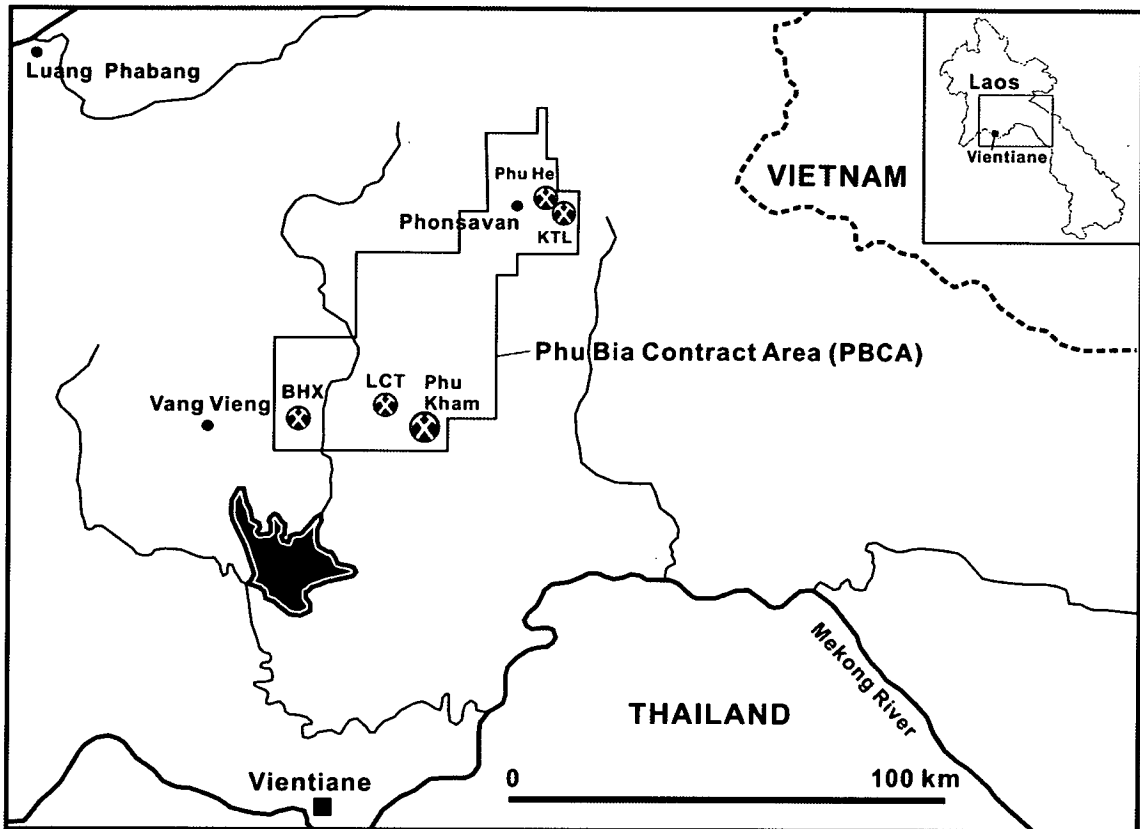 Luang Phabang
Laos
Vientiane
VIETNAM
Phu He
Phonsavan
KTL
Phu Bia Contract Area (PBCA)
BHX
LCT
Phu
Kham
Vang Vieng
Mekong River
THAILAND
Vientiane
0
100 km